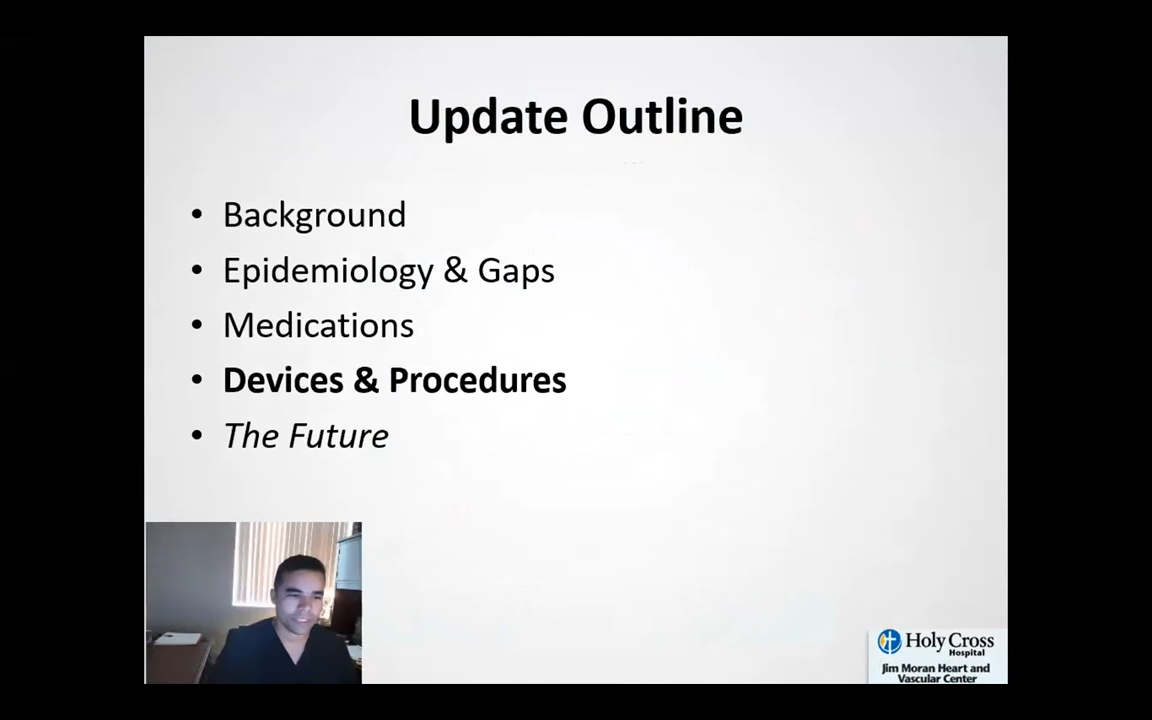 Update Outline
• Background
• Epidemiology & Gaps
• Medications
• Devices & Procedures
• The Future
Holy Cross
Hospital
Jim Moran Heart and
Vascular Center